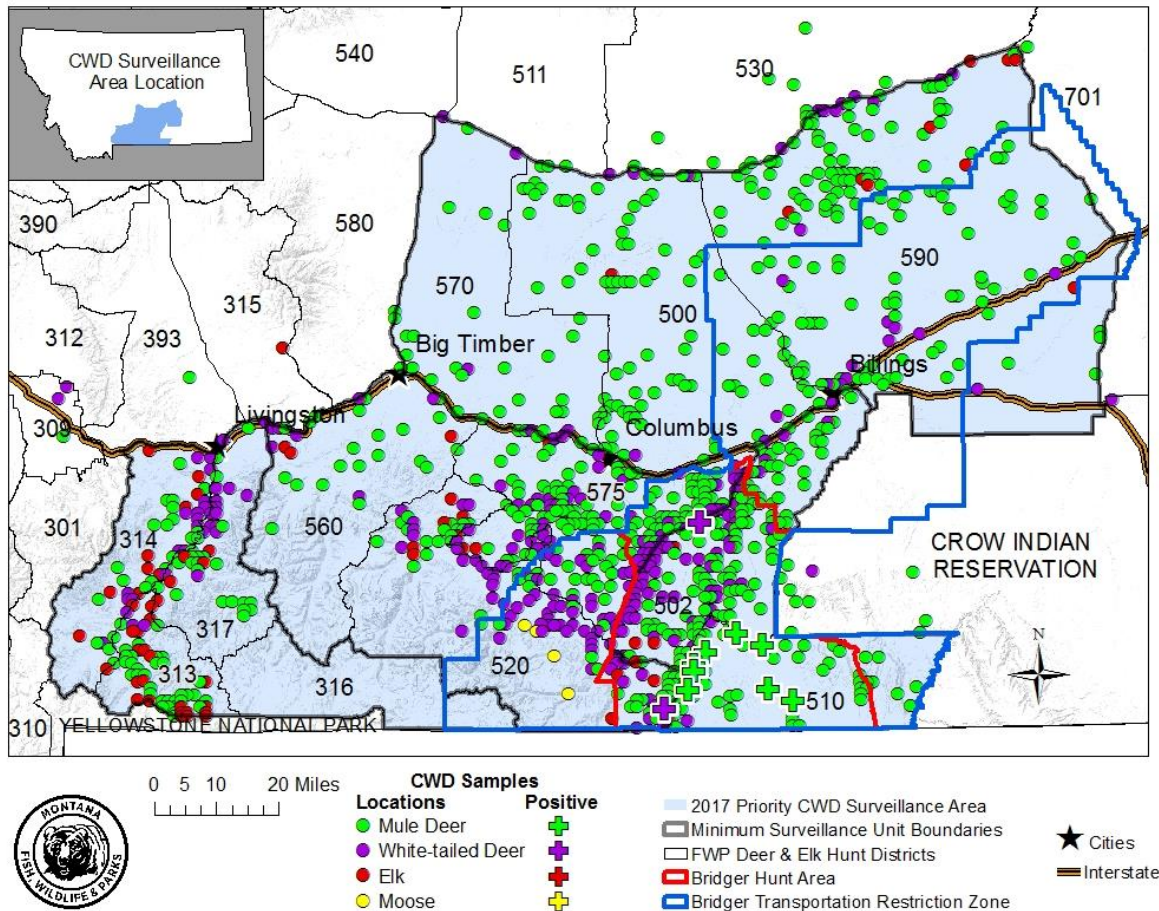 CWD Surveillance
Area Location
540
511
530
701
390
580
570
590
315
500
312
393
Big Timber
Billings
Livingston
309
Columbus
575
301
314
560
CROW INDIAN
RESERVATION
502
317
N
520
313
316
510
310
YELLOWSTONE NATIONAL PARK
0 5 10 20 Miles
CWD Samples
Locations Positive
Mule Deer
White-tailed Deer
Elk
Moose
2017 Priority CWD Surveillance Area
Minimum Surveillance Unit Boundaries
FWP Deer & Elk Hunt Districts
Bridger Hunt Area
Bridger Transportation Restriction Zone
Cities
Interstate
MONTANA
FISH, WILDLIFE & PARKS